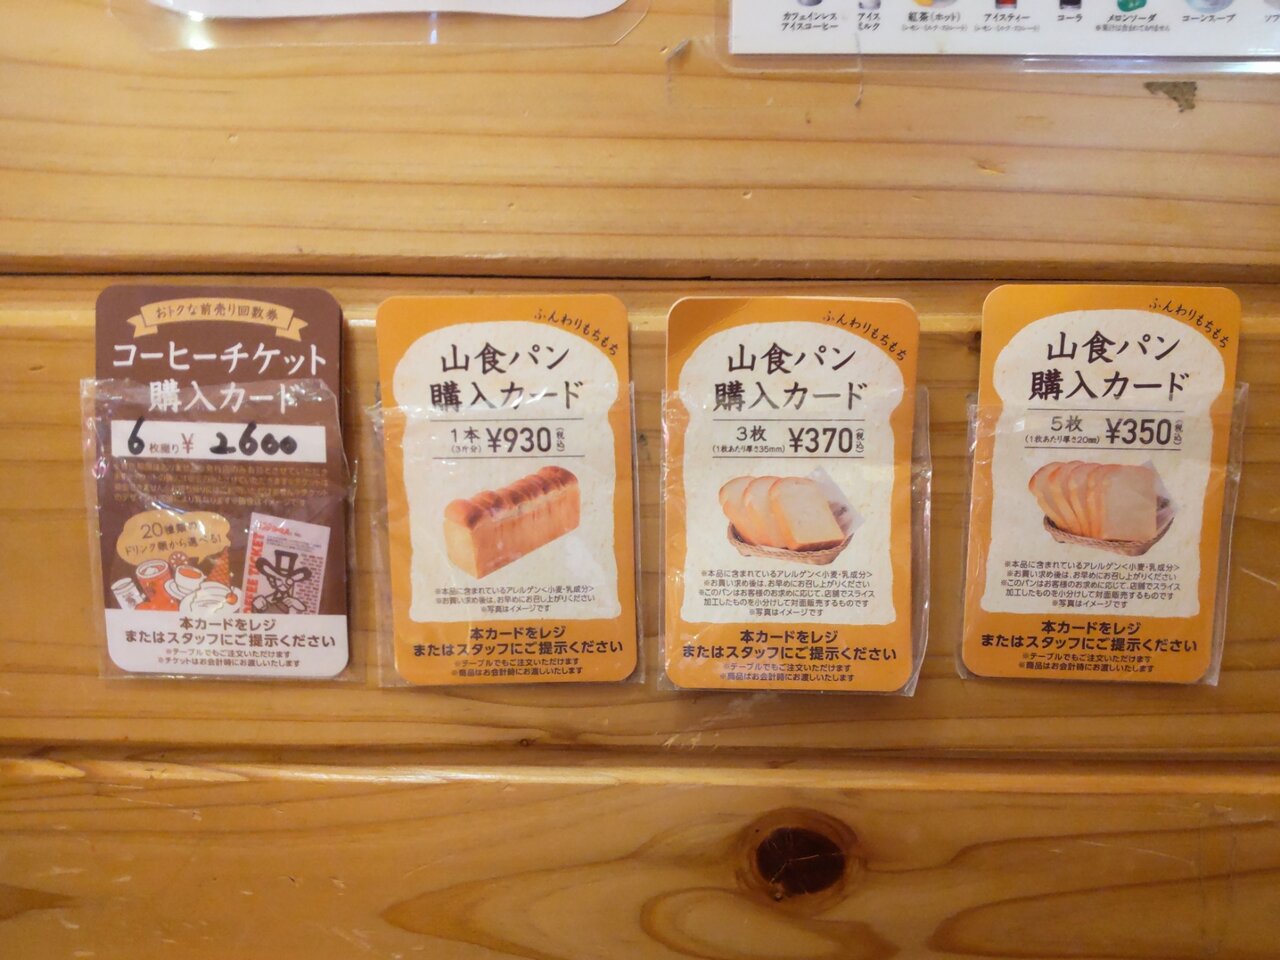 カフェインレス
アイスコーヒー
アイス
ミルク
紅茶(ホット)
(レモン・ミルク・ストレート)
アイスティー
(レモン・ミルク・ストレート)
コーラ
メロンソーダ
コーンスープ
おトクな前売り回数券
コーヒーチケット
購入カード
6枚綴り ¥ 2600
20種類の
ドリンク類から選べる!
本カードをレジ
またはスタッフにご提示ください
※テーブルでもご注文いただけます
※チケットはお会計時にお渡しいたします
ふんわりもちもち
山食パン
購入カード
1本
(3斤分)
¥930(税込)
※本品に含まれているアレルゲン<小麦・乳成分>
※お買い求め後は、お早めにお召し上がりください
※写真はイメージです
本カードをレジ
またはスタッフにご提示ください
※テーブルでもご注文いただけます
※商品はお会計時にお渡しいたします
ふんわりもちもち
山食パン
購入カード
3枚
(1枚あたり厚さ35mm)
¥370(税込)
※本品に含まれているアレルゲン<小麦・乳成分>
※お買い求め後は、お早めにお召し上がりください
※このパンはお客様のお求めに応じて、店舗でスライス
加工したものを小分けして対面販売するものです
※写真はイメージです
本カードをレジ
またはスタッフにご提示ください
※テーブルでもご注文いただけます
※商品はお会計時にお渡しいたします
ふんわりもちもち
山食パン
購入カード
5枚
(1枚あたり厚さ20mm)
¥350(税込)
※本品に含まれているアレルゲン<小麦・乳成分>
※お買い求め後は、お早めにお召し上がりください
※このパンはお客様のお求めに応じて、店舗でスライス
加工したものを小分けして対面販売するものです
※写真はイメージです
本カードをレジ
またはスタッフにご提示ください
※テーブルでもご注文いただけます
※商品はお会計時にお渡しいたします